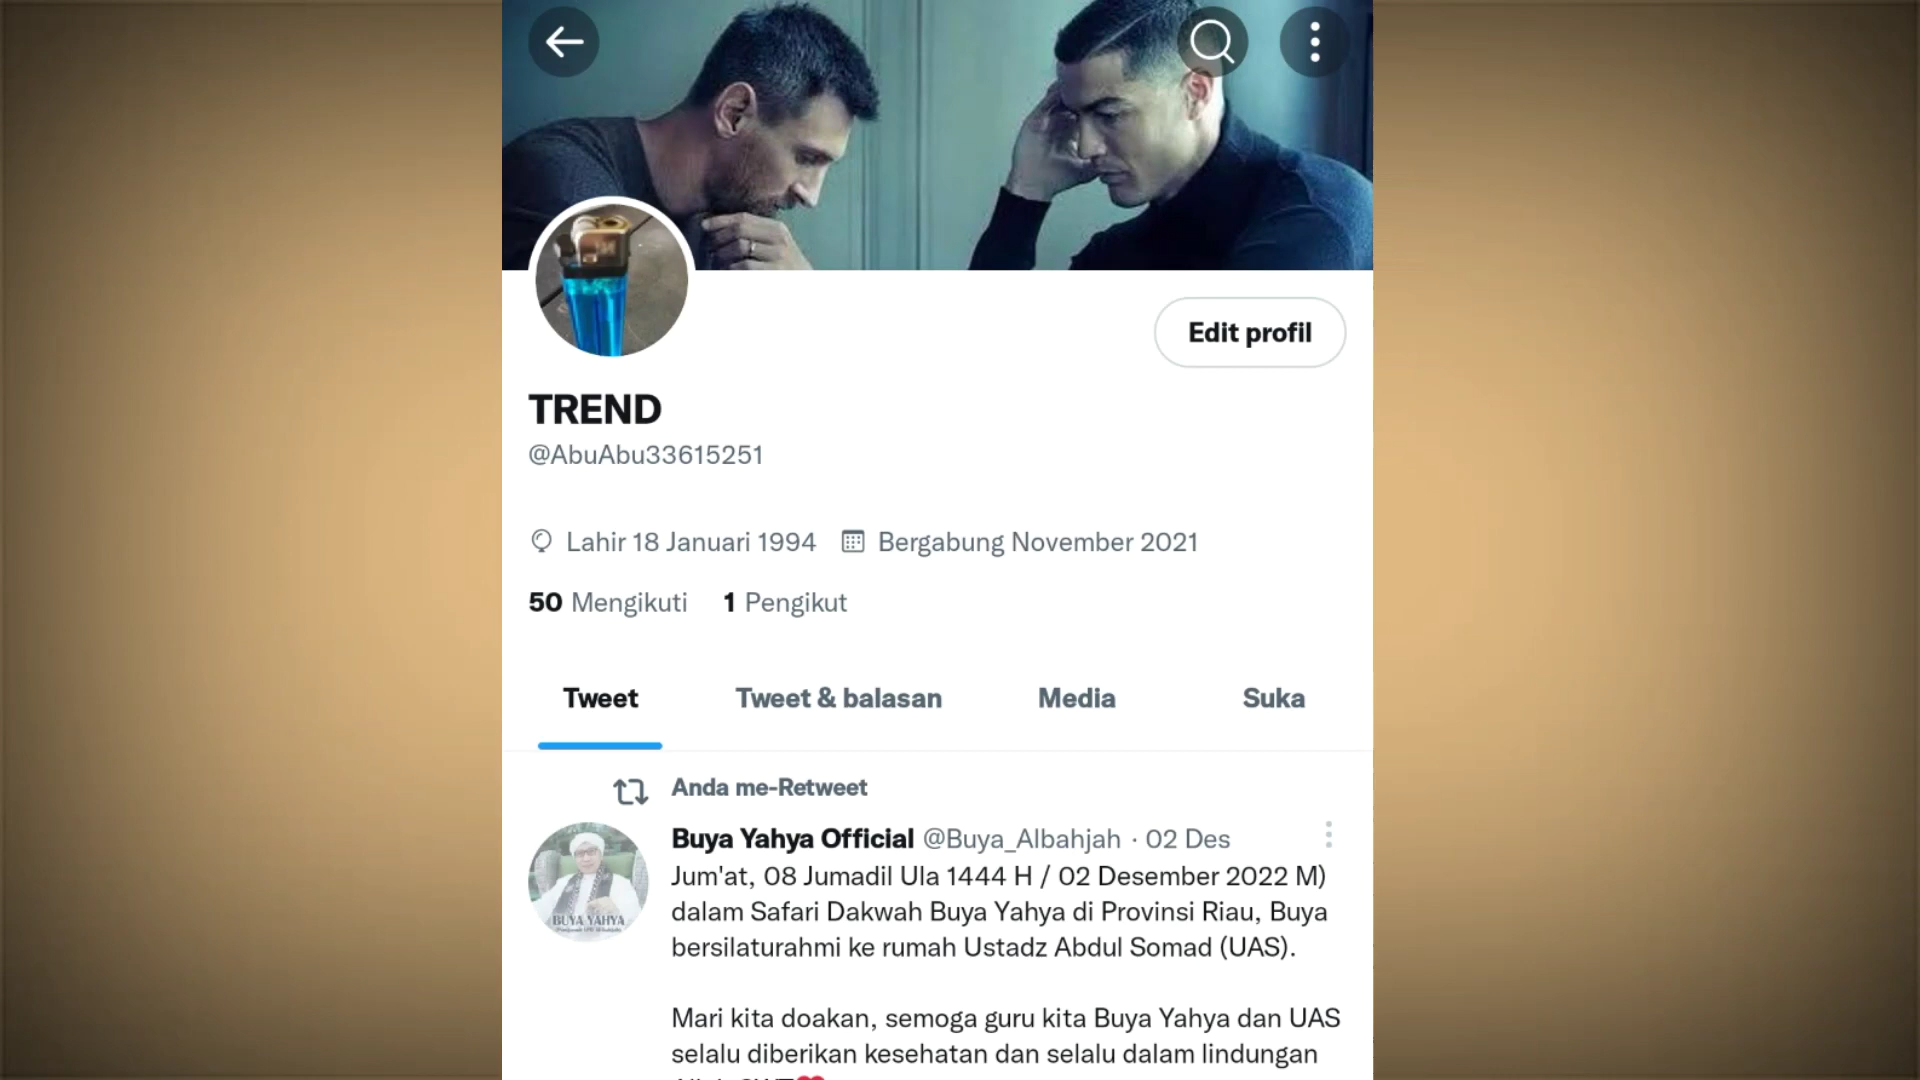 Edit profil
TREND
@AbuAbu33615251
Lahir 18 Januari 1994 Bergabung November 2021
50 Mengikuti 1 Pengikut
Tweet Tweet & balasan Media Suka
Anda me-Retweet
Buya Yahya Official @Buya_Albahjah · 02 Des
Jum'at, 08 Jumadil Ula 1444 H / 02 Desember 2022 M)
dalam Safari Dakwah Buya Yahya di Provinsi Riau, Buya
bersilaturahmi ke rumah Ustadz Abdul Somad (UAS).
BUYA YAHYA
Mari kita doakan, semoga guru kita Buya Yahya dan UAS
selalu diberikan kesehatan dan selalu dalam lindungan